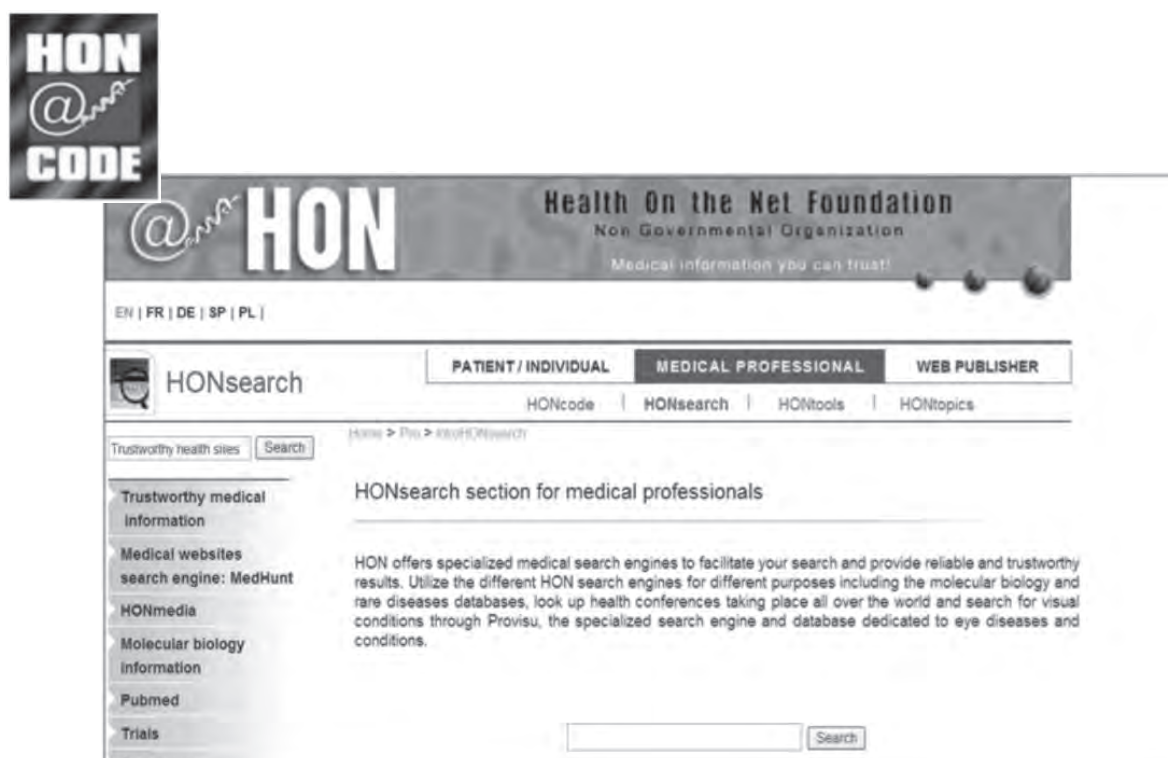 HON
@
CODE
@ HON
Health On the Net Foundation
Non Governmental Organization
Medical information you can trust!
EN | FR | DE | SP | PL |
HONsearch
PATIENT / INDIVIDUAL MEDICAL PROFESSIONAL WEB PUBLISHER
HONcode | HONsearch | HONtools | HONtopics
Trustworthy health sites Search
Home > Pro > IntroHONsearch
Trustworthy medical
information
Medical websites
search engine: MedHunt
HONmedia
Molecular biology
information
Pubmed
Trials
HONsearch section for medical professionals
HON offers specialized medical search engines to facilitate your search and provide reliable and trustworthy
results. Utilize the different HON search engines for different purposes including the molecular biology and
rare diseases databases, look up health conferences taking place all over the world and search for visual
conditions through Provisu, the specialized search engine and database dedicated to eye diseases and
conditions.
Search